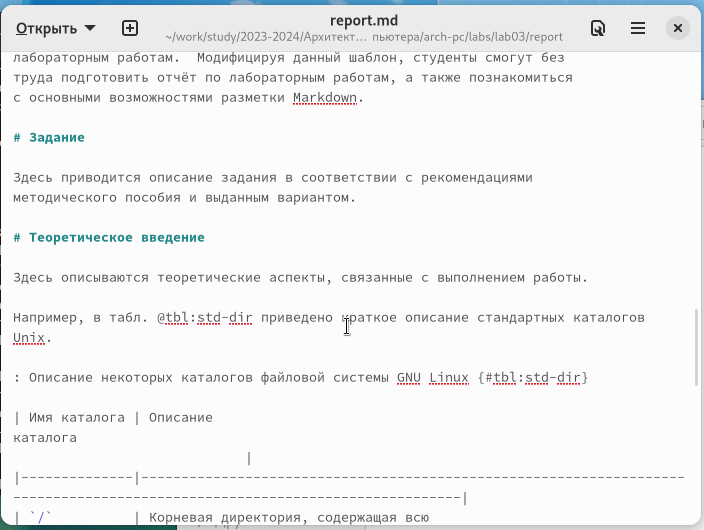 Открыть
report.md
~/work/study/2023-2024/Архитект... пьютера/arch-pc/labs/lab03/report
лабораторным работам.  Модифицируя данный шаблон, студенты смогут без
труда подготовить отчёт по лабораторным работам, а также познакомиться
с основными возможностями разметки Markdown.
# Задание
Здесь приводится описание задания в соответствии с рекомендациями
методического пособия и выданным вариантом.
# Теоретическое введение
Здесь описываются теоретические аспекты, связанные с выполнением работы.
Например, в табл. @tbl:std-dir приведено краткое описание стандартных каталогов
Unix.
: Описание некоторых каталогов файловой системы GNU Linux {#tbl:std-dir}
| Имя каталога | Описание
каталога
|
|--------------|--------------------------------------------------------------------
--------------------------------------------------------|
| `/`          | Корневая директория, содержащая всю